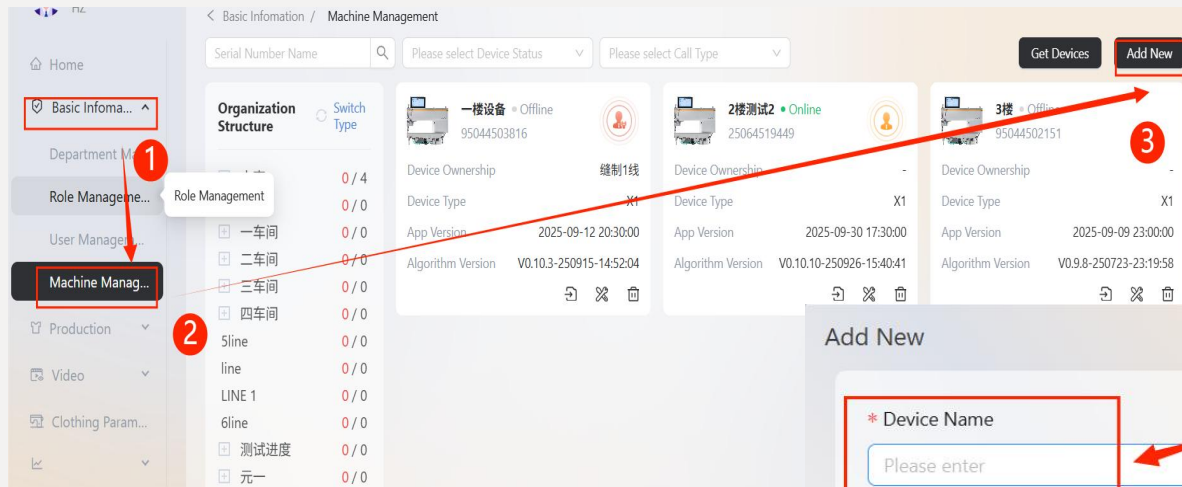 HZ
< Basic Infomation / Machine Management
Serial Number Name
Please select Device Status
Please select Call Type
Get Devices
Add New
Home
Basic Infoma...
Department Ma
Role Manageme...
Role Management
User Managem...
Machine Manag...
Production
Video
Clothing Param...
1
2
3
Organization Structure
Switch Type
0 / 4
0 / 0
一车间 0 / 0
二车间 0 / 0
三车间 0 / 0
四车间 0 / 0
5line 0 / 0
line 0 / 0
LINE 1 0 / 0
6line 0 / 0
测试进度 0 / 0
元一 0 / 0
一楼设备 Offline
95044503816
Device Ownership 缝制1线
Device Type X1
App Version 2025-09-12 20:30:00
Algorithm Version V0.10.3-250915-14:52:04
2楼测试2 Online
25064519449
Device Ownership -
Device Type X1
App Version 2025-09-30 17:30:00
Algorithm Version V0.10.10-250926-15:40:41
3楼 Offline
95044502151
Device Ownership -
Device Type X1
App Version 2025-09-09 23:00:00
Algorithm Version V0.9.8-250723-23:19:58
Add New
* Device Name
Please enter